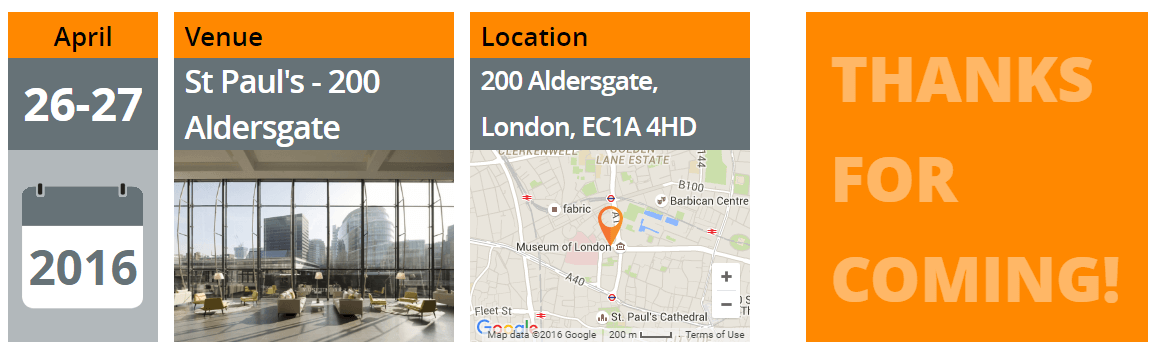 April
26-27
2016
Venue
St Paul's - 200
Aldersgate
Location
200 Aldersgate,
London, EC1A 4HD
CLERKENWELL
GOLDEN
LANE ESTATE
144
B100
Barbican Centre
fabric
A1
Museum of London
A40
Fleet St
St. Paul's Cathedral
Google
Map data ©2016 Google
200 m
Terms of Use
+
−
THANKS
FOR
COMING!